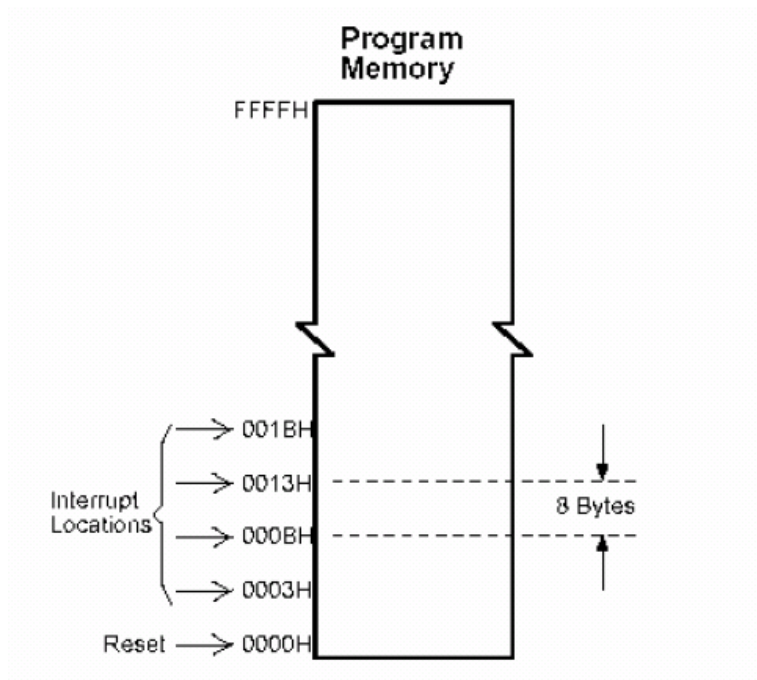 Program
Memory
FFFFH
001BH
0013H
8 Bytes
Interrupt
Locations
000BH
0003H
Reset
0000H